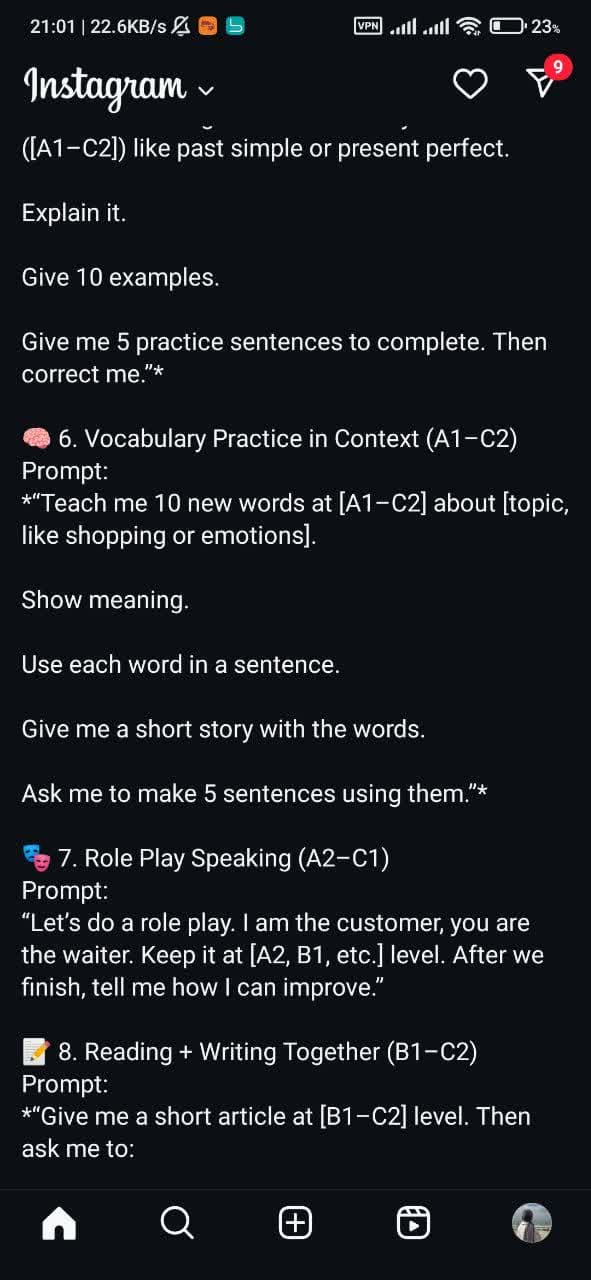 21:01 | 22.6KB/s
VPN 23%
Instagram
9
([A1–C2]) like past simple or present perfect.
Explain it.
Give 10 examples.
Give me 5 practice sentences to complete. Then
correct me.”*
🧠 6. Vocabulary Practice in Context (A1–C2)
Prompt:
*“Teach me 10 new words at [A1–C2] about [topic,
like shopping or emotions].
Show meaning.
Use each word in a sentence.
Give me a short story with the words.
Ask me to make 5 sentences using them.”*
🎭 7. Role Play Speaking (A2–C1)
Prompt:
“Let’s do a role play. I am the customer, you are
the waiter. Keep it at [A2, B1, etc.] level. After we
finish, tell me how I can improve.”
📝 8. Reading + Writing Together (B1–C2)
Prompt:
*“Give me a short article at [B1–C2] level. Then
ask me to: